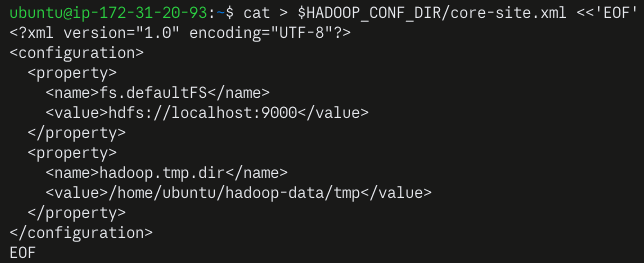 ubuntu@ip-172-31-20-93:~$ cat > $HADOOP_CONF_DIR/core-site.xml <<'EOF'
<?xml version="1.0" encoding="UTF-8"?>
<configuration>
  <property>
    <name>fs.defaultFS</name>
    <value>hdfs://localhost:9000</value>
  </property>
  <property>
    <name>hadoop.tmp.dir</name>
    <value>/home/ubuntu/hadoop-data/tmp</value>
  </property>
</configuration>
EOF